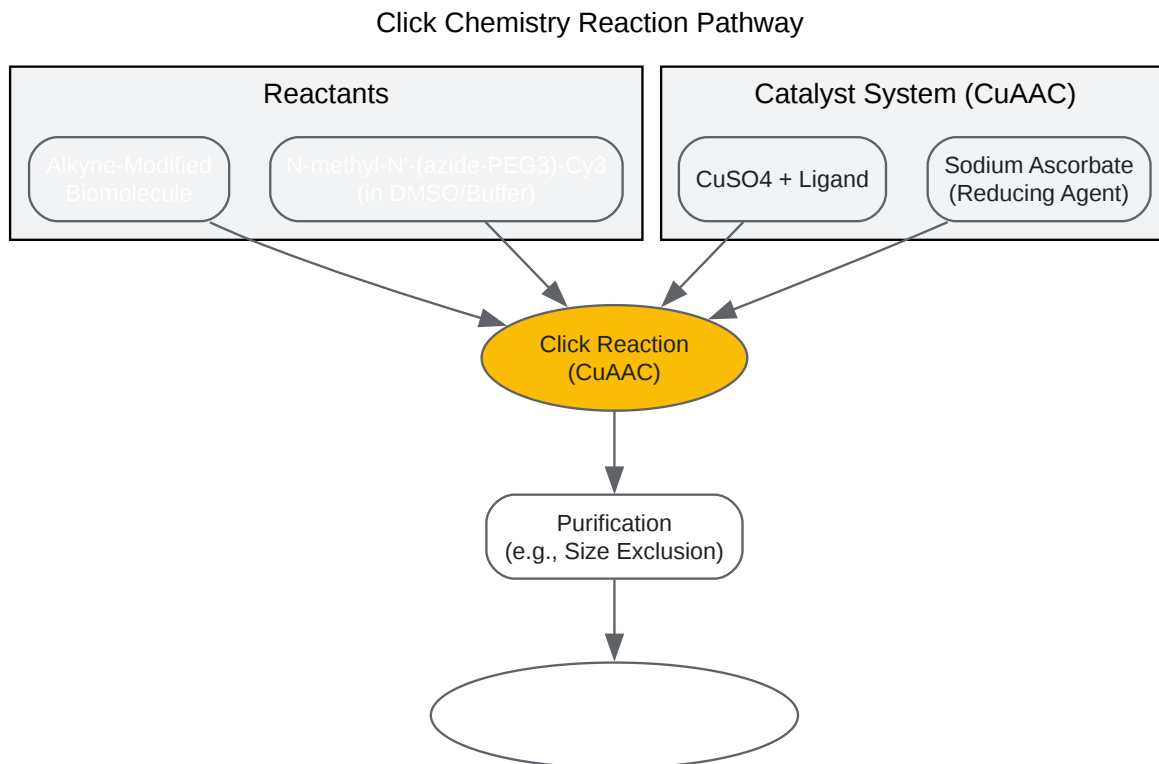 Click Chemistry Reaction Pathway
Reactants
Catalyst System (CuAAC)
Alkyne-Modified
Biomolecule
N-methyl-N'-(azide-PEG3)-Cy3
(in DMSO/Buffer)
CuSO4 + Ligand
Sodium Ascorbate
(Reducing Agent)
Click Reaction
(CuAAC)
Purification
(e.g., Size Exclusion)